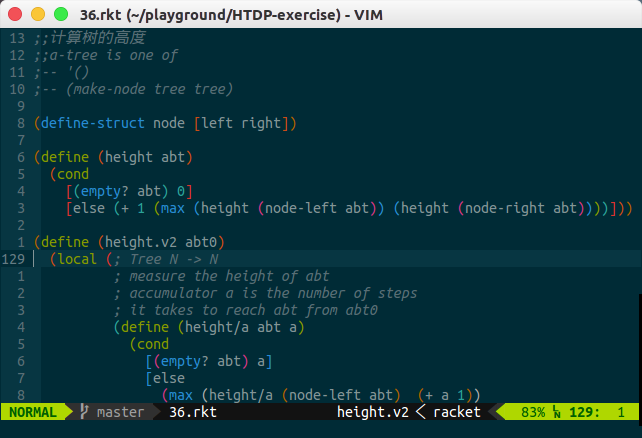 36.rkt (~/playground/HTDP-exercise) - VIM
13 ;;计算树的高度
12 ;;a-tree is one of
11 ;-- '()
10 ;-- (make-node tree tree)
9
8 (define-struct node [left right])
7
6 (define (height abt)
5   (cond
4     [(empty? abt) 0]
3     [else (+ 1 (max (height (node-left abt)) (height (node-right abt))))]))
2
1 (define (height.v2 abt0)
129   (local (; Tree N -> N
1           ; measure the height of abt
2           ; accumulator a is the number of steps
3           ; it takes to reach abt from abt0
4           (define (height/a abt a)
5             (cond
6               [(empty? abt) a]
7               [else
8                 (max (height/a (node-left abt)  (+ a 1))
NORMAL master 36.rkt height.v2 < racket 83% LN 129: 1